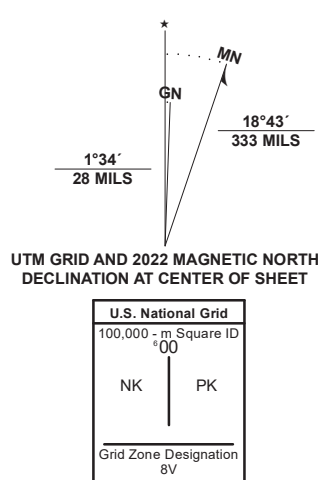 ★
MN
GN
18°43´
333 MILS
1°34´
28 MILS
UTM GRID AND 2022 MAGNETIC NORTH
DECLINATION AT CENTER OF SHEET
U.S. National Grid
100,000 - m Square ID
⁶00
NK PK
Grid Zone Designation
8V